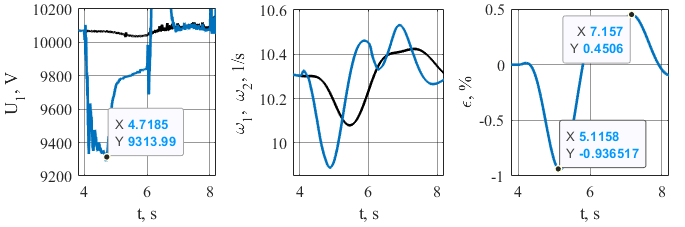 U₁, V
10200
10000
9800
9600
9400
9200
4
6
8
t, s
X 4.7185
Y 9313.99
ω₁, ω₂, 1/s
10.6
10.4
10.2
10
4
6
8
t, s
ϵ, %
0.5
0
-0.5
-1
4
6
8
t, s
X 7.157
Y 0.4506
X 5.1158
Y -0.936517